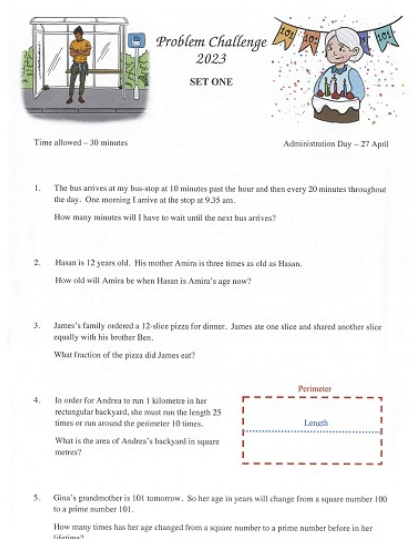 101
101
101
Problem Challenge
2023
SET ONE
Time allowed – 30 minutes
Administration Day – 27 April
1. The bus arrives at my bus-stop at 10 minutes past the hour and then every 20 minutes throughout
the day. One morning I arrive at the stop at 9.35 am.
How many minutes will I have to wait until the next bus arrives?
2. Hasan is 12 years old. His mother Amira is three times as old as Hasan.
How old will Amira be when Hasan is Amira's age now?
3. James's family ordered a 12-slice pizza for dinner. James ate one slice and shared another slice
equally with his brother Ben.
What fraction of the pizza did James eat?
Perimeter
4. In order for Andrea to run 1 kilometre in her
rectangular backyard, she must run the length 25
times or run around the perimeter 10 times.
Length
What is the area of Andrea's backyard in square
metres?
5. Gina's grandmother is 101 tomorrow. So her age in years will change from a square number 100
to a prime number 101.
How many times has her age changed from a square number to a prime number before in her
lifetime?